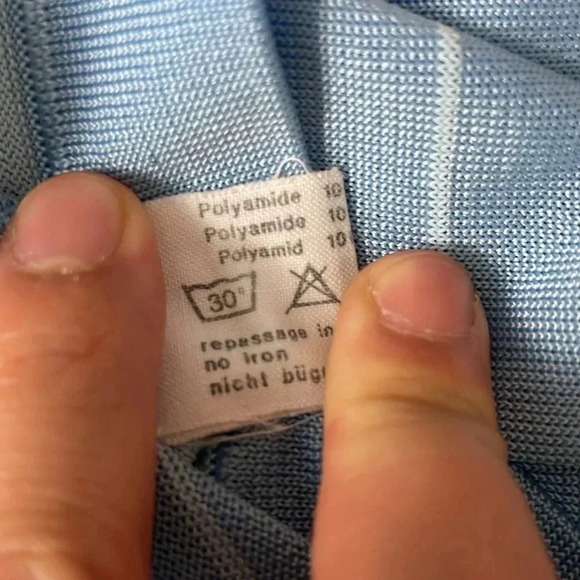 Polyamide 10
Polyamide 10
Polyamid 10
30°
repassage in
no iron
nicht büg